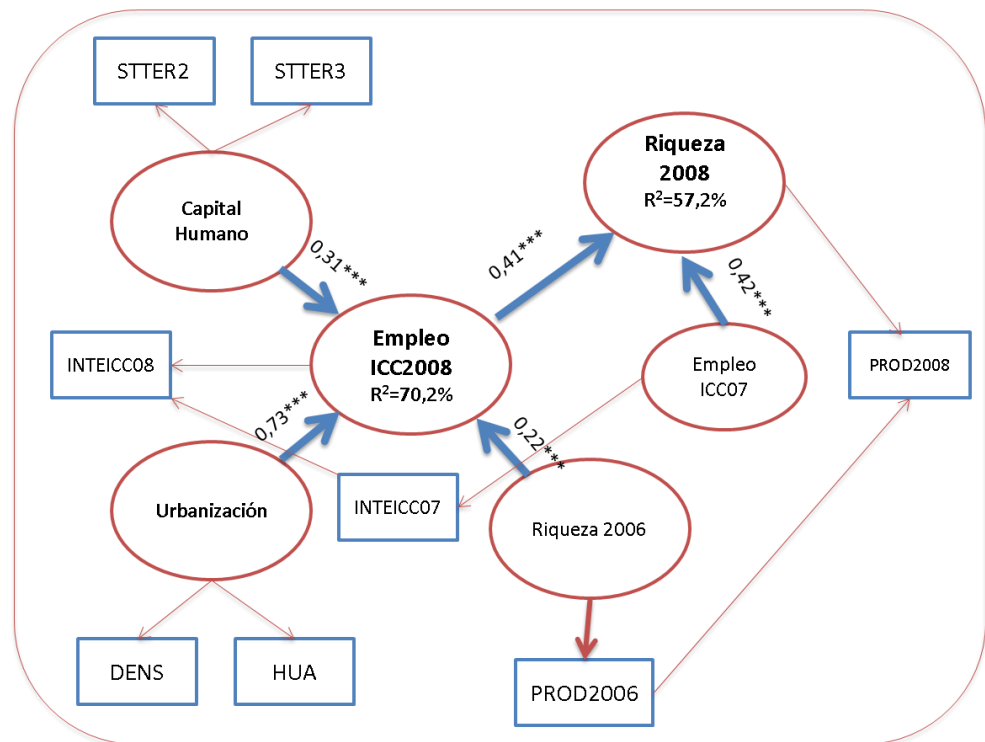 STTER2
STTER3
Riqueza
2008
R²=57,2%
Capital
Humano
0,31***
0,41***
0,42***
Empleo
ICC2008
R²=70,2%
INTEICC08
Empleo
ICC07
PROD2008
0,73***
0,22***
Urbanización
INTEICC07
Riqueza 2006
DENS
HUA
PROD2006